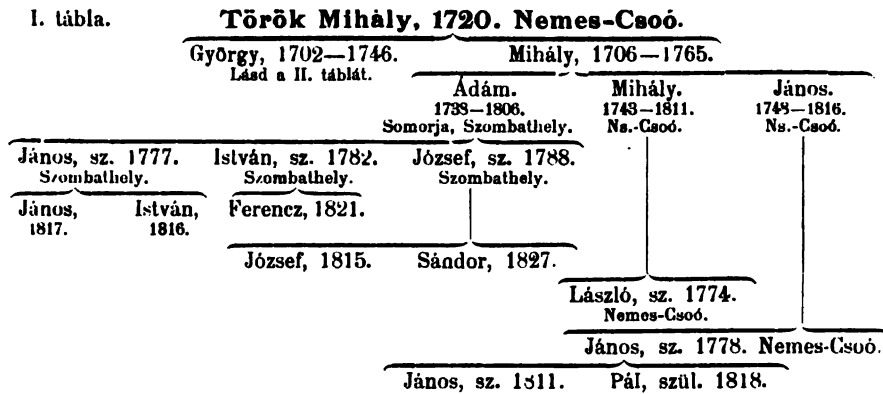 I. tábla.
Török Mihály, 1720. Nemes-Csoó.
György, 1702—1746. Mihály, 1706—1765.
Lásd a II. táblát.
Ádám. Mihály. János.
1738—1806. 1743—1811. 1748—1816.
Somorja, Szombathely. Ns.-Csoó. Ns.-Csoó.
János, sz. 1777. István, sz. 1782. József, sz. 1788.
Szombathely. Szombathely. Szombathely.
János, István, Ferencz, 1821.
1817. 1816.
József, 1815. Sándor, 1827.
László, sz. 1774.
Nemes-Csoó.
János, sz. 1778. Nemes-Csoó.
János, sz. 1811. Pál, szül. 1818.